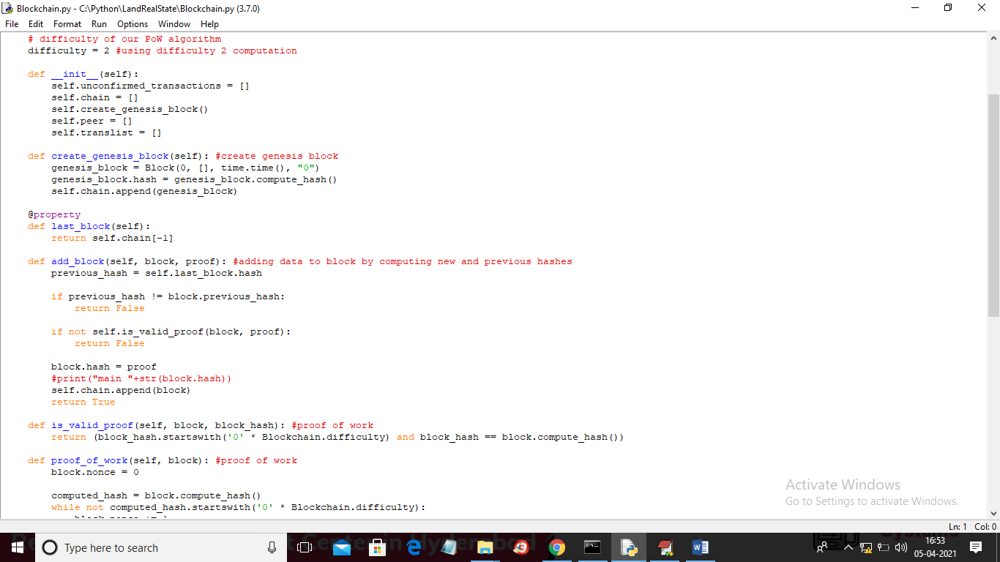 Blockchain.py - C:\Python\LandRealState\Blockchain.py (3.7.0)
File Edit Format Run Options Window Help
# difficulty of our PoW algorithm
difficulty = 2 #using difficulty 2 computation
def __init__(self):
self.unconfirmed_transactions = []
self.chain = []
self.create_genesis_block()
self.peer = []
self.translist = []
def create_genesis_block(self): #create genesis block
genesis_block = Block(0, [], time.time(), "0")
genesis_block.hash = genesis_block.compute_hash()
self.chain.append(genesis_block)
@property
def last_block(self):
return self.chain[-1]
def add_block(self, block, proof): #adding data to block by computing new and previous hashes
previous_hash = self.last_block.hash
if previous_hash != block.previous_hash:
return False
if not self.is_valid_proof(block, proof):
return False
block.hash = proof
#print("main "+str(block.hash))
self.chain.append(block)
return True
def is_valid_proof(self, block, block_hash): #proof of work
return (block_hash.startswith('0' * Blockchain.difficulty) and block_hash == block.compute_hash())
def proof_of_work(self, block): #proof of work
block.nonce = 0
computed_hash = block.compute_hash()
while not computed_hash.startswith('0' * Blockchain.difficulty):
Activate Windows
Go to Settings to activate Windows.
Ln: 1 Col: 0
Type here to search
16:53
05-04-2021